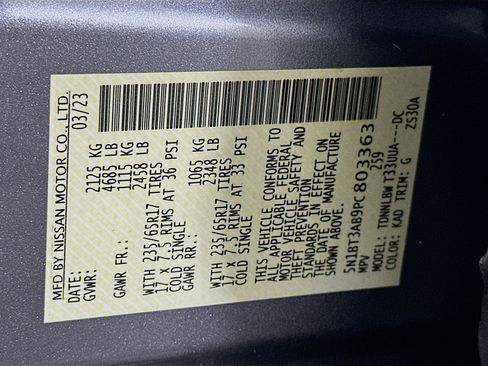 MFD BY NISSAN MOTOR CO., LTD.
DATE: 03/23
GVWR: 2125 KG
4685 LB
GAWR FR.: 1115 KG
2458 LB
WITH 235/65R17 TIRES
17 X 7.5 RIMS AT 36 PSI
COLD SINGLE
GAWR RR.: 1065 KG
2348 LB
WITH 235/65R17 TIRES
17 X 7.5 RIMS AT 33 PSI
COLD SINGLE
THIS VEHICLE CONFORMS TO
ALL APPLICABLE FEDERAL
MOTOR VEHICLE SAFETY AND
THEFT PREVENTION
STANDARDS IN EFFECT ON
THE DATE OF MANUFACTURE
SHOWN ABOVE.
5N1BT3AB9PC803363
MPV 239
MODEL: TDNNLBW T33UUA---DC
COLOR: KAD TRIM: G ZS30A